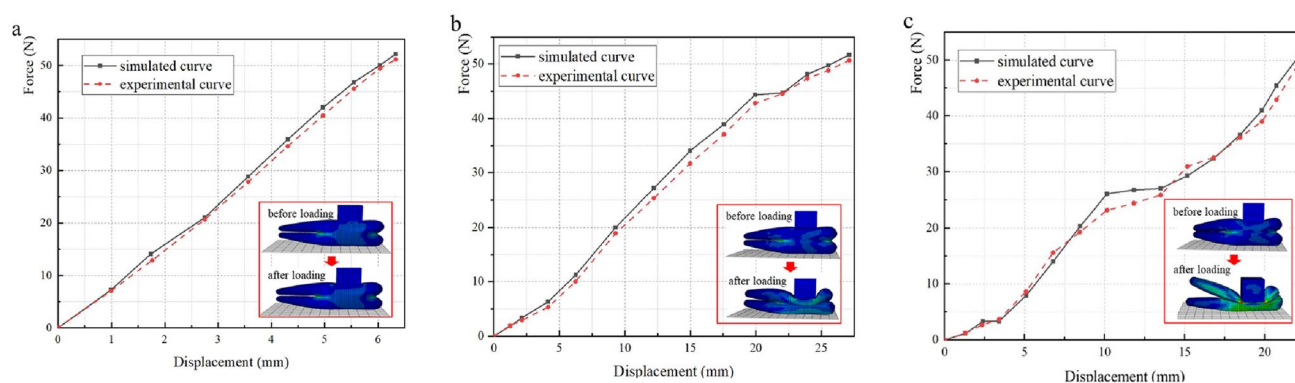 a
Force (N)
simulated curve
experimental curve
50
40
30
20
10
0
before loading
after loading
0 1 2 3 4 5 6
Displacement (mm)
b
Force (N)
simulated curve
experimental curve
50
40
30
20
10
0
before loading
after loading
0 5 10 15 20 25
Displacement (mm)
c
Force (N)
simulated curve
experimental curve
50
40
30
20
10
0
before loading
after loading
0 5 10 15 20
Displacement (mm)